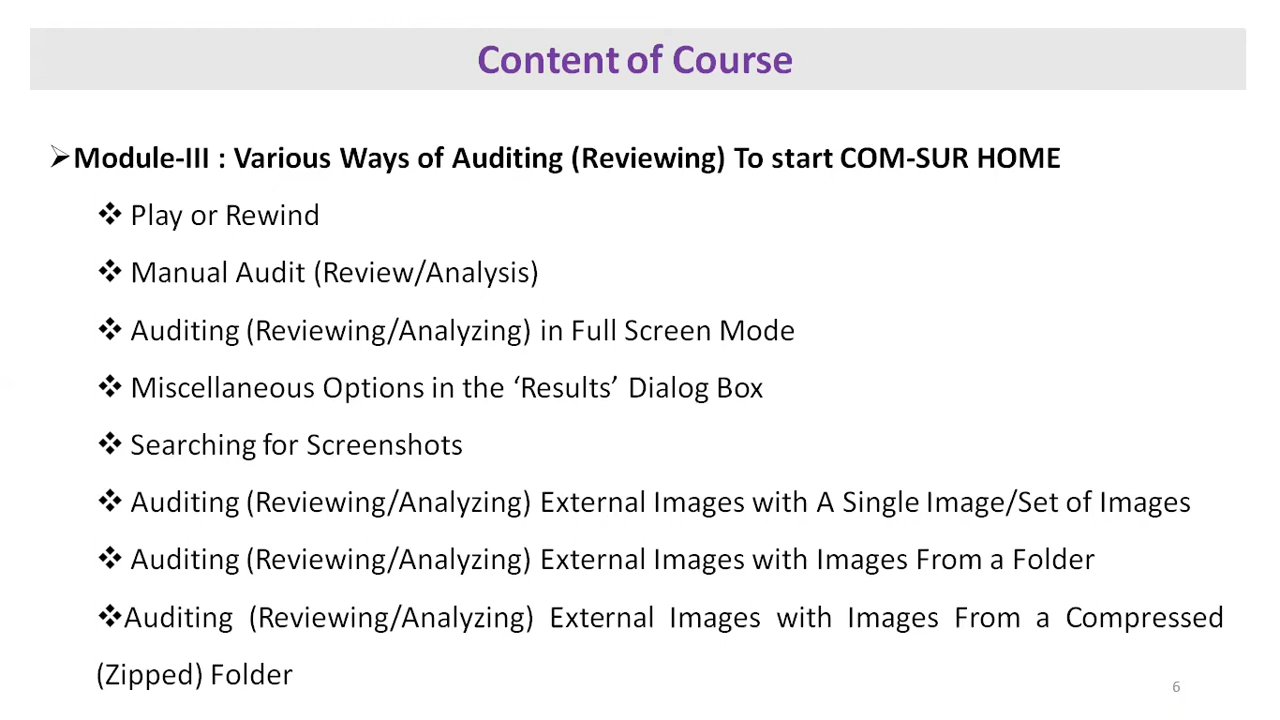 Content of Course
➢Module-III : Various Ways of Auditing (Reviewing) To start COM-SUR HOME
❖ Play or Rewind
❖ Manual Audit (Review/Analysis)
❖ Auditing (Reviewing/Analyzing) in Full Screen Mode
❖ Miscellaneous Options in the ‘Results’ Dialog Box
❖ Searching for Screenshots
❖ Auditing (Reviewing/Analyzing) External Images with A Single Image/Set of Images
❖ Auditing (Reviewing/Analyzing) External Images with Images From a Folder
❖Auditing (Reviewing/Analyzing) External Images with Images From a Compressed
(Zipped) Folder
6